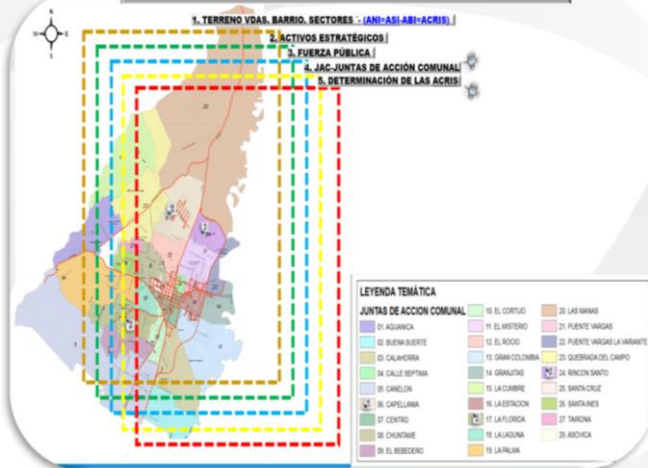 N
W
E
S
1. TERRENO VDAS. BARRIO. SECTORES - (ANI=ASI-ABI=ACRIS)
2. ACTIVOS ESTRATÉGICOS
3. FUERZA PÚBLICA
4. JAC-JUNTAS DE ACCIÓN COMUNAL
5. DETERMINACIÓN DE LAS ACRIS
LEYENDA TEMÁTICA
JUNTAS DE ACCION COMUNAL
01. AGUANICA
02. BUENA SUERTE
03. CALAHORRA
04. CALLE SEPTIMA
05. CANELON
06. CAPELLANIA
07. CENTRO
08. CHUNTAME
09. EL BEBEDERO
10. EL CORTIJO
11. EL MISTERIO
12. EL ROCIO
13. GRAN COLOMBIA
14. GRANJITAS
15. LA CUMBRE
16. LA ESTACION
17. LA FLORIDA
18. LA LAGUNA
19. LA PALMA
20. LAS MANAS
21. PUENTE VARGAS
22. PUENTE VARGAS LA VARIANTE
23. QUEBRADA DEL CAMPO
24. RINCON SANTO
25. SANTA CRUZ
26. SANTA INES
27. TAIRONA
28. ASOVICA